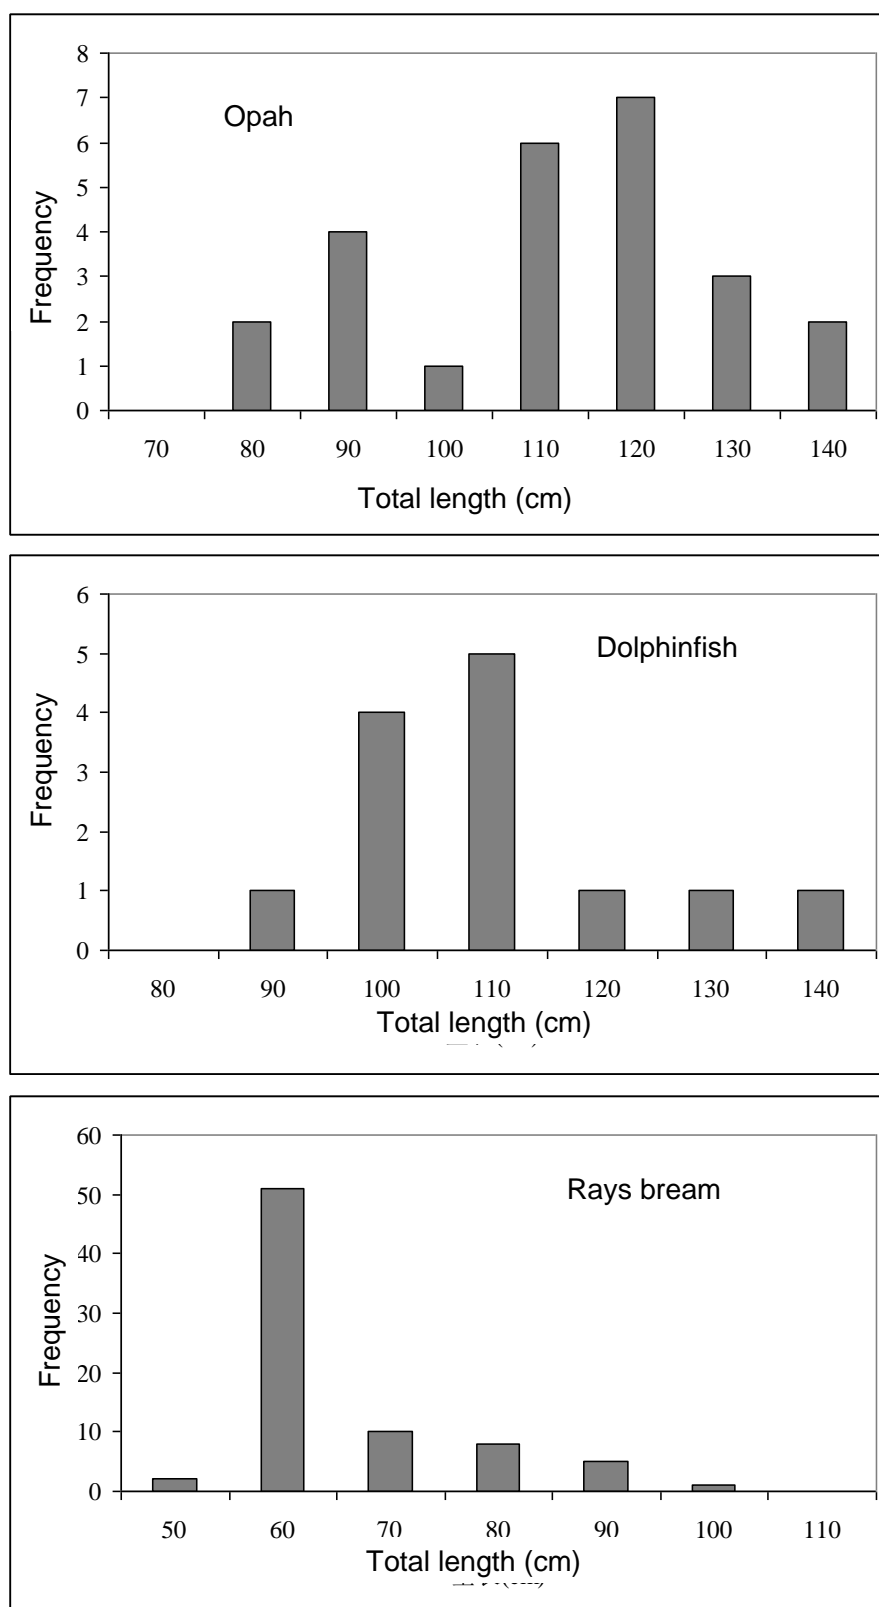 8
7
6
5
4
3
2
1
0
Opah
Frequency
70 80 90 100 110 120 130 140
Total length (cm)
6
5
4
3
2
1
0
Dolphinfish
Frequency
80 90 100 110 120 130 140
Total length (cm)
60
50
40
30
20
10
0
Rays bream
Frequency
50 60 70 80 90 100 110
Total length (cm)